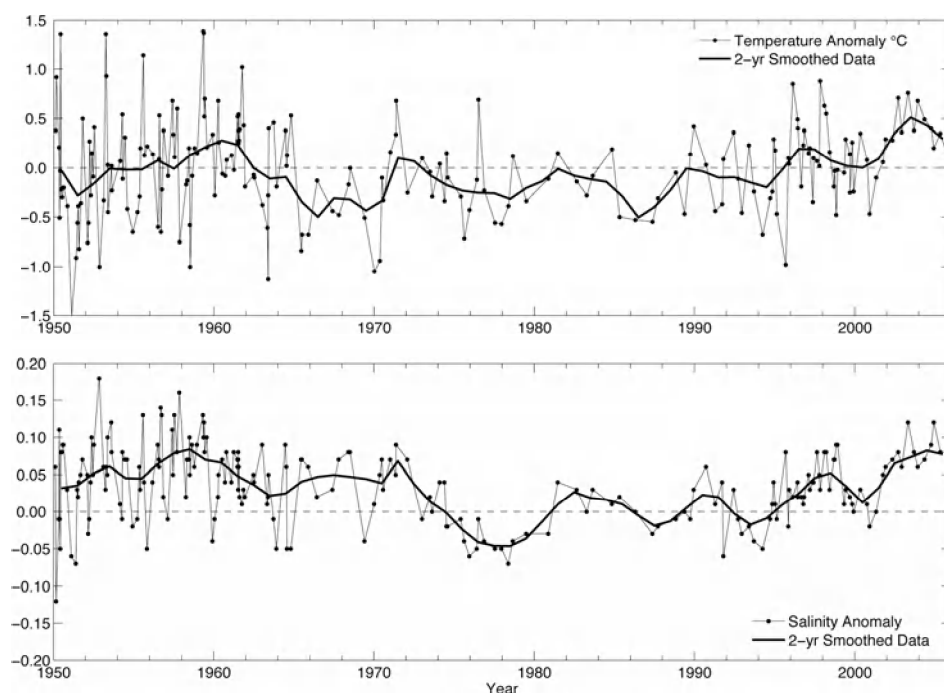 1.5
1.0
0.5
0.0
−0.5
−1.0
−1.5
Temperature Anomaly °C
2-yr Smoothed Data
1950 1960 1970 1980 1990 2000
0.20
0.15
0.10
0.05
0.00
−0.05
−0.10
−0.15
−0.20
Salinity Anomaly
2-yr Smoothed Data
1950 1960 1970 1980 1990 2000
Year